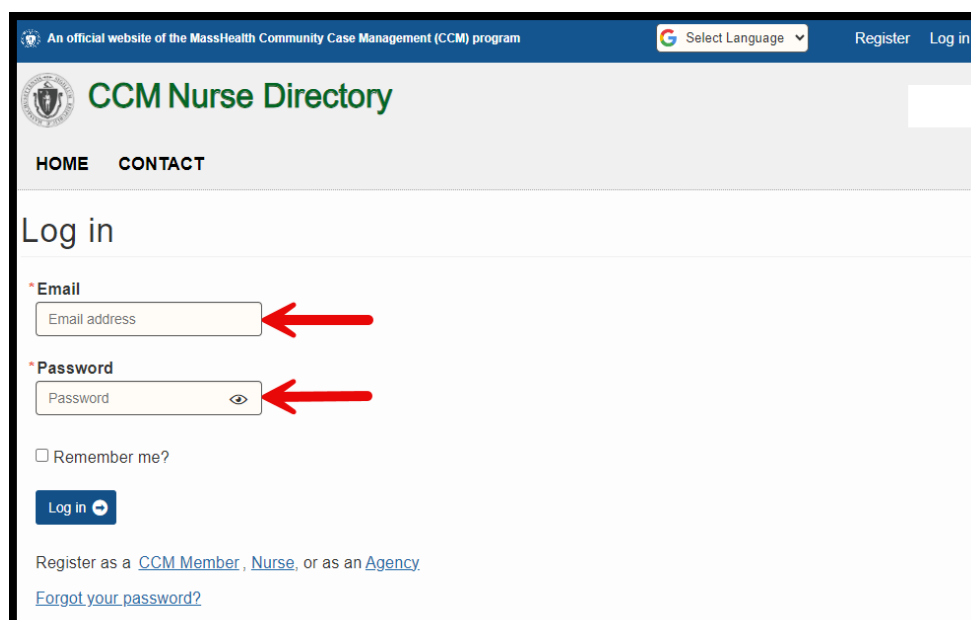 An official website of the MassHealth Community Case Management (CCM) program
Select Language
Register Log in
CCM Nurse Directory
HOME CONTACT
Log in
*Email
Email address
*Password
Password
Remember me?
Log in
Register as a CCM Member , Nurse, or as an Agency
Forgot your password?